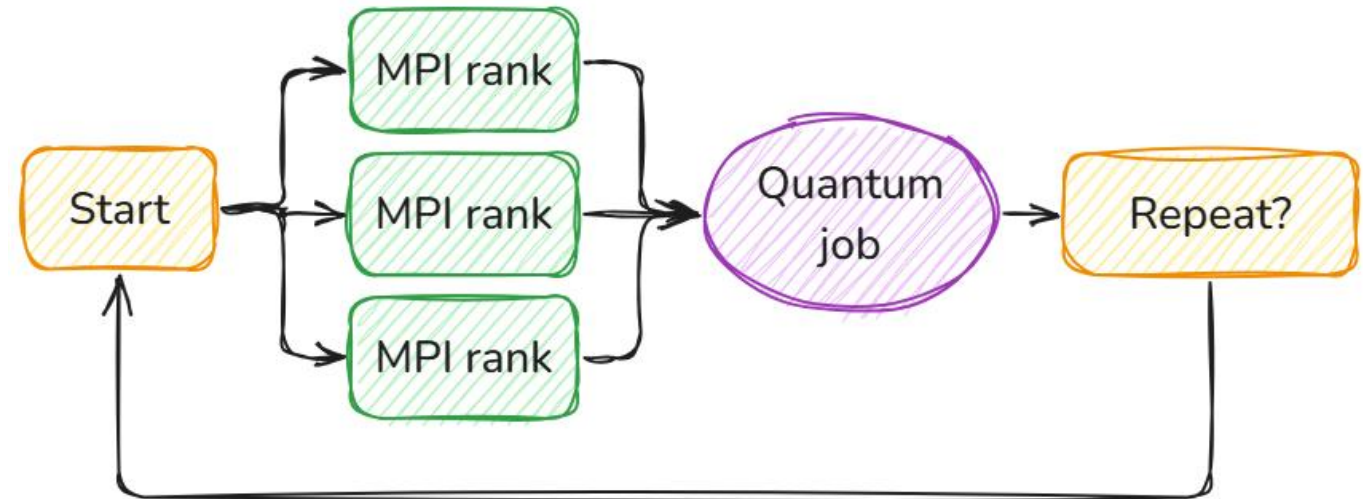 MPI rank
Start
MPI rank
MPI rank
Quantum
job
Repeat?